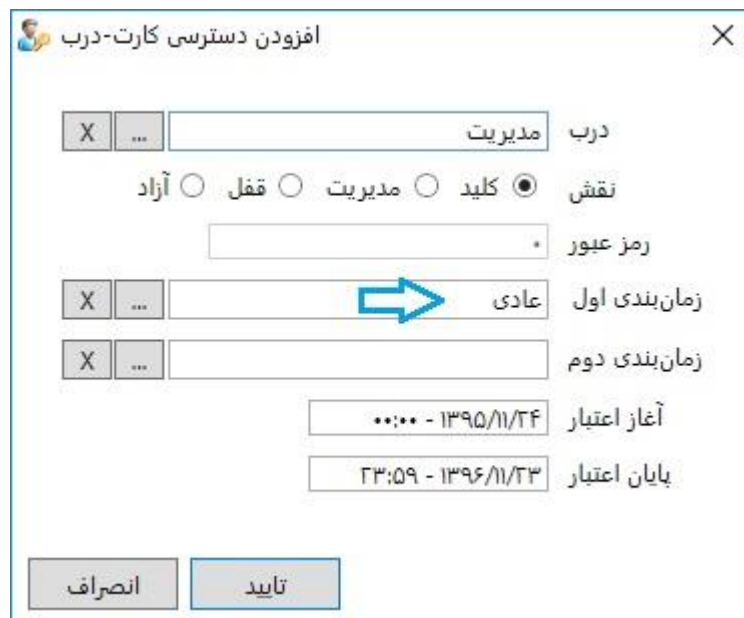 افزودن دسترسی کارت-درب X
درب مدیریت ... X
نقش کلید مدیریت قفل آزاد
رمز عبور ۰
زمان‌بندی اول عادی ... X
زمان‌بندی دوم ... X
آغاز اعتبار ۱۳۹۵/۱۱/۲۴ - ۰۰:۰۰
پایان اعتبار ۱۳۹۶/۱۱/۲۳ - ۲۳:۵۹
تایید انصراف